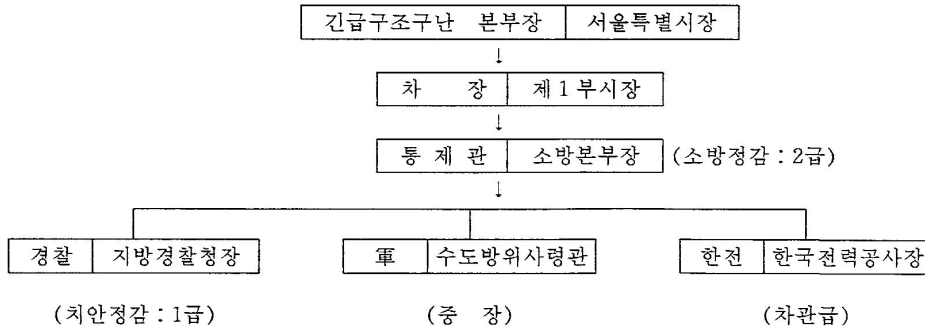 긴급구조구난 본부장 서울특별시장
↓
차 장 제1부시장
↓
통제관 소방본부장 (소방정감:2급)
↓
경찰 지방경찰청장 軍 수도방위사령관 한전 한국전력공사장
(치안정감:1급) (중 장) (차관급)